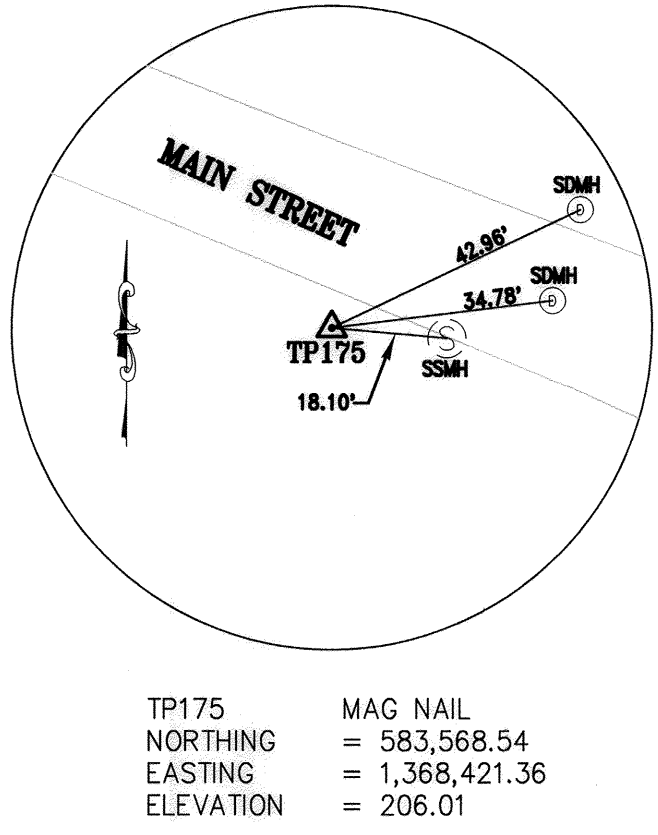 MAIN STREET
SDMH
42.96'
SDMH
34.78'
TP175
S
SSMH
18.10'
TP175 MAG NAIL
NORTHING = 583,568.54
EASTING = 1,368,421.36
ELEVATION = 206.01